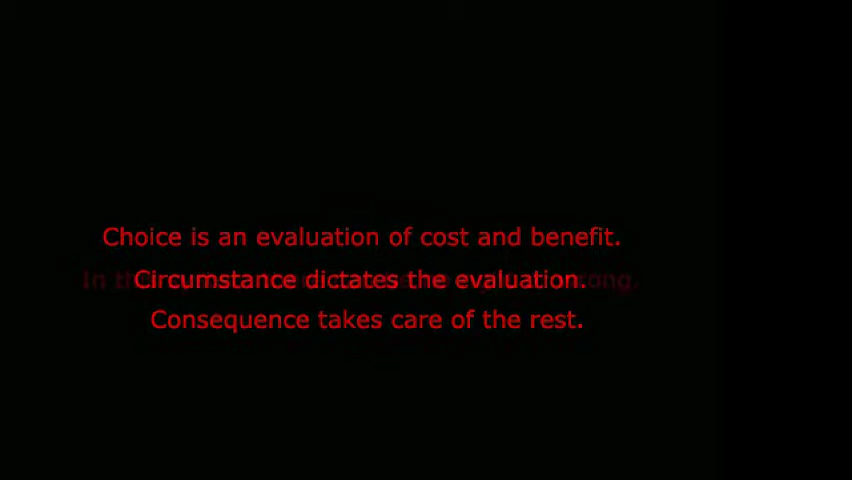 Choice is an evaluation of cost and benefit.
Circumstance dictates the evaluation.
Consequence takes care of the rest.